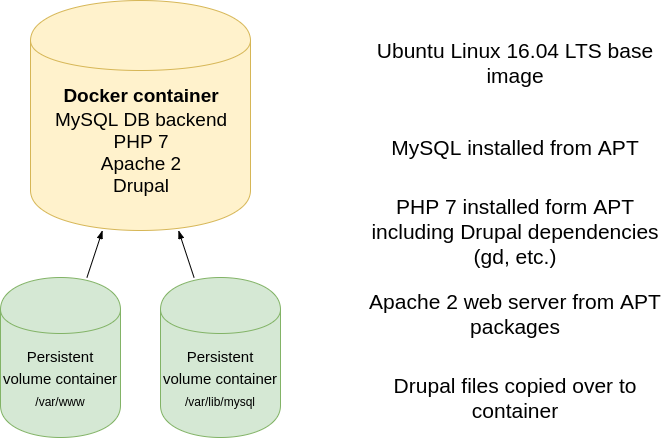 Docker container
MySQL DB backend
PHP 7
Apache 2
Drupal
Persistent
volume container
/var/www
Persistent
volume container
/var/lib/mysql
Ubuntu Linux 16.04 LTS base
image
MySQL installed from APT
PHP 7 installed form APT
including Drupal dependencies
(gd, etc.)
Apache 2 web server from APT
packages
Drupal files copied over to
container